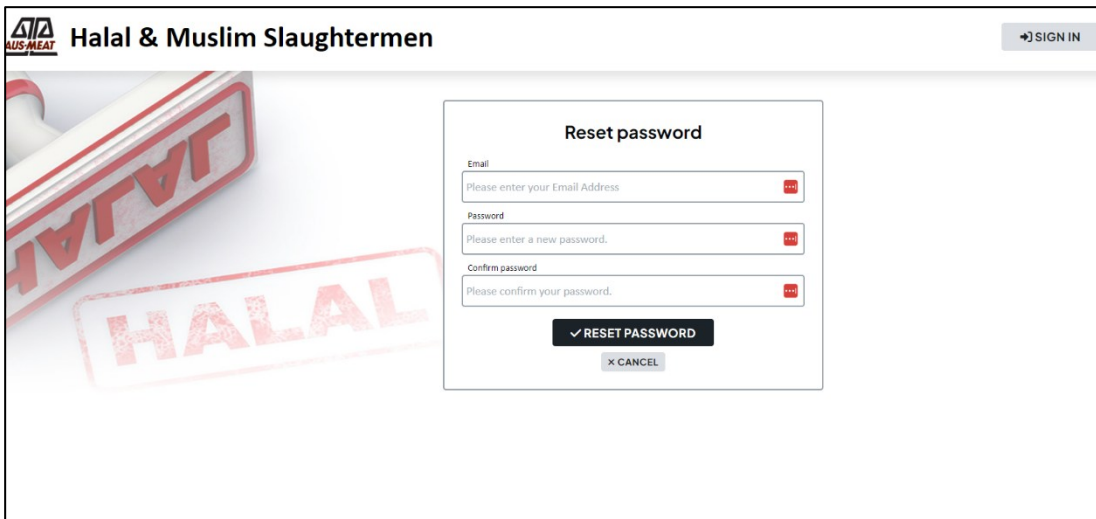 AUS-MEAT
Halal & Muslim Slaughtermen
SIGN IN
HALAL
Reset password
Email
Please enter your Email Address
Password
Please enter a new password.
Confirm password
Please confirm your password.
RESET PASSWORD
× CANCEL
HALAL